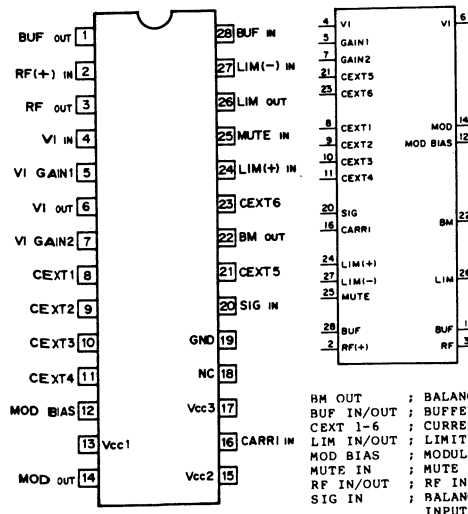 BUF OUT 1
RF(+) IN 2
RF OUT 3
VI IN 4
VI GAIN1 5
VI OUT 6
VI GAIN2 7
CEXT1 8
CEXT2 9
CEXT3 10
CEXT4 11
MOD BIAS 12
13 Vcc1
MOD OUT 14
28 BUF IN
27 LIM(-) IN
26 LIM OUT
25 MUTE IN
24 LIM(+) IN
23 CEXT6
22 BM OUT
21 CEXT5
20 SIG IN
GND 19
NC 18
Vcc3 17
16 CARRI IN
Vcc2 15
4 VI
5 GAIN1
7 GAIN2
21 CEXT5
23 CEXT6
8 CEXT1
9 CEXT2
10 CEXT3
11 CEXT4
20 SIG
16 CARRI
24 LIM(+)
27 LIM(-)
25 MUTE
28 BUF
2 RF(+)
VI 6
MOD 14
MOD BIAS 12
BM 22
LIM 26
BUF 1
RF 3
BM OUT ; BALANC
BUF IN/OUT ; BUFFE
CEXT 1-6 ; CURRE
LIM IN/OUT ; LIMIT
MOD BIAS ; MODUL
MUTE IN ; MUTE
RF IN/OUT ; RF IN
SIG IN ; BALAN
INPUT